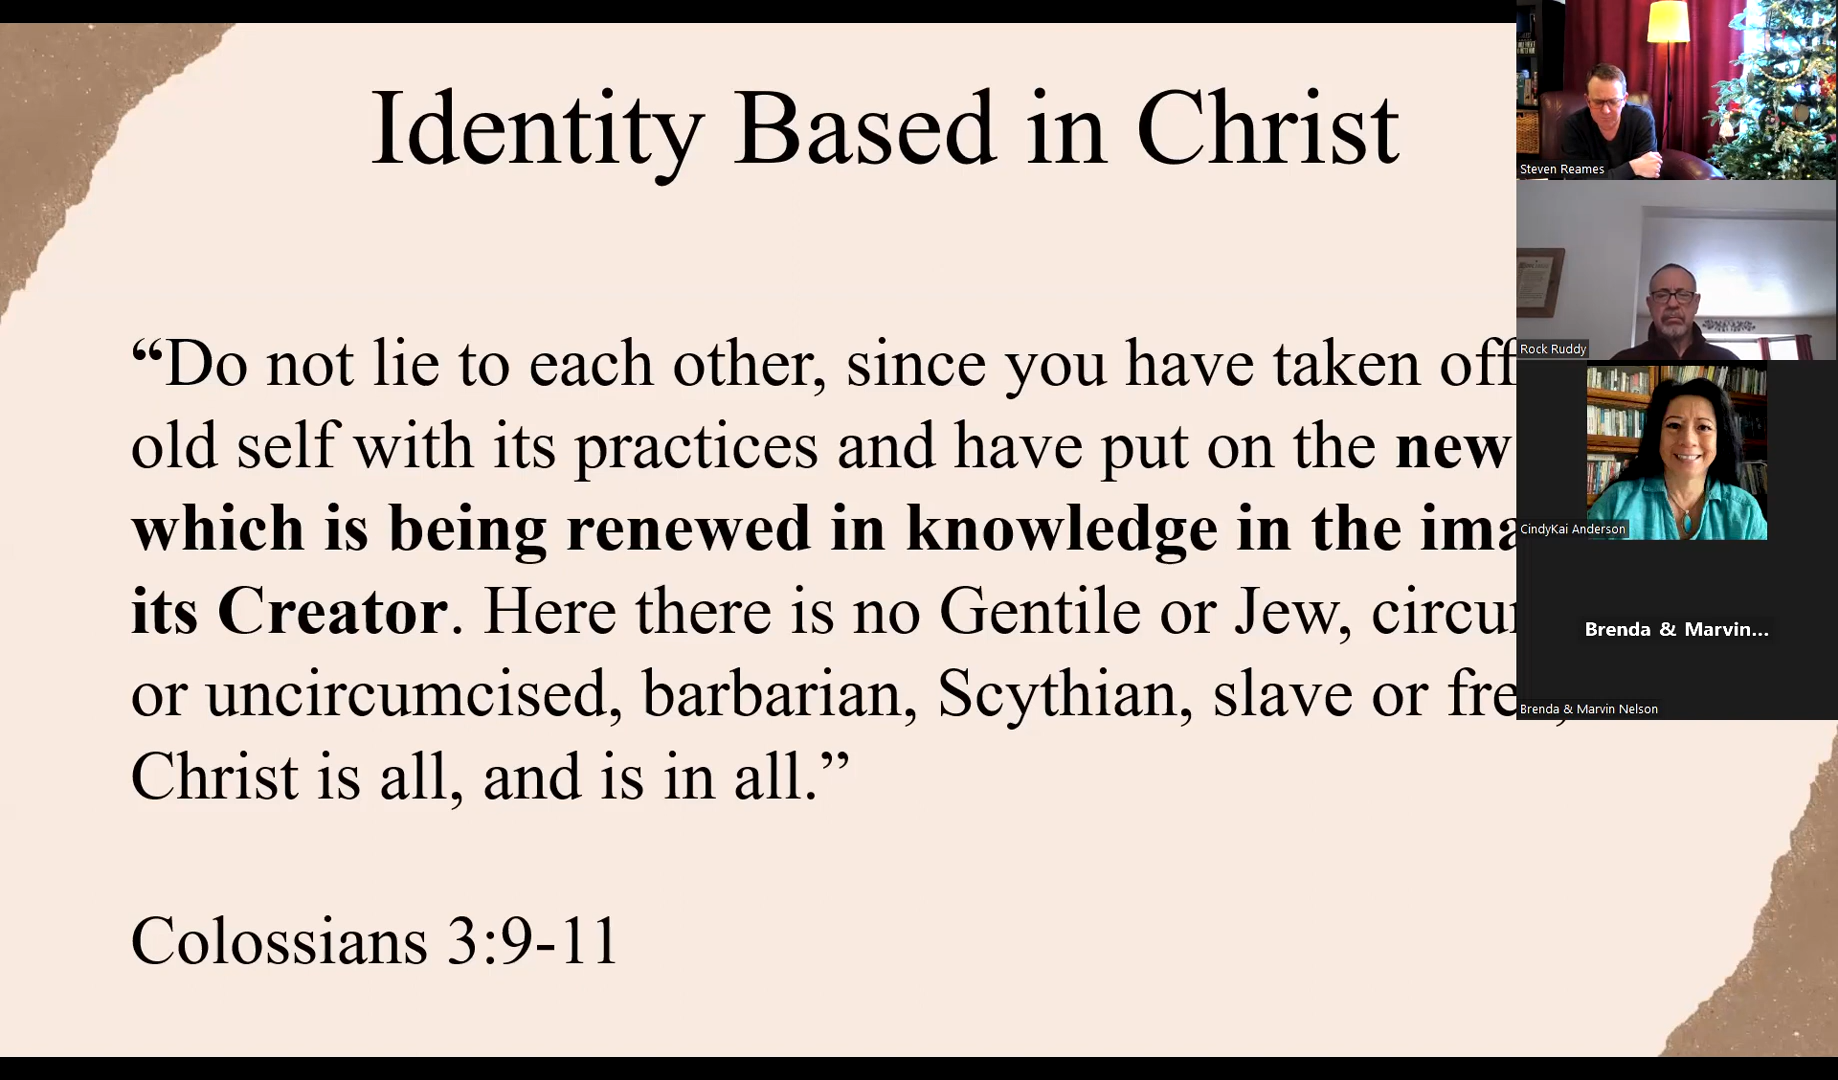 Identity Based in Christ
“Do not lie to each other, since you have taken off
old self with its practices and have put on the new
which is being renewed in knowledge in the ima
its Creator. Here there is no Gentile or Jew, circu
or uncircumcised, barbarian, Scythian, slave or fre
Christ is all, and is in all.”
Colossians 3:9-11
Steven Reames
Rock Ruddy
CindyKai Anderson
Brenda & Marvin...
Brenda & Marvin Nelson